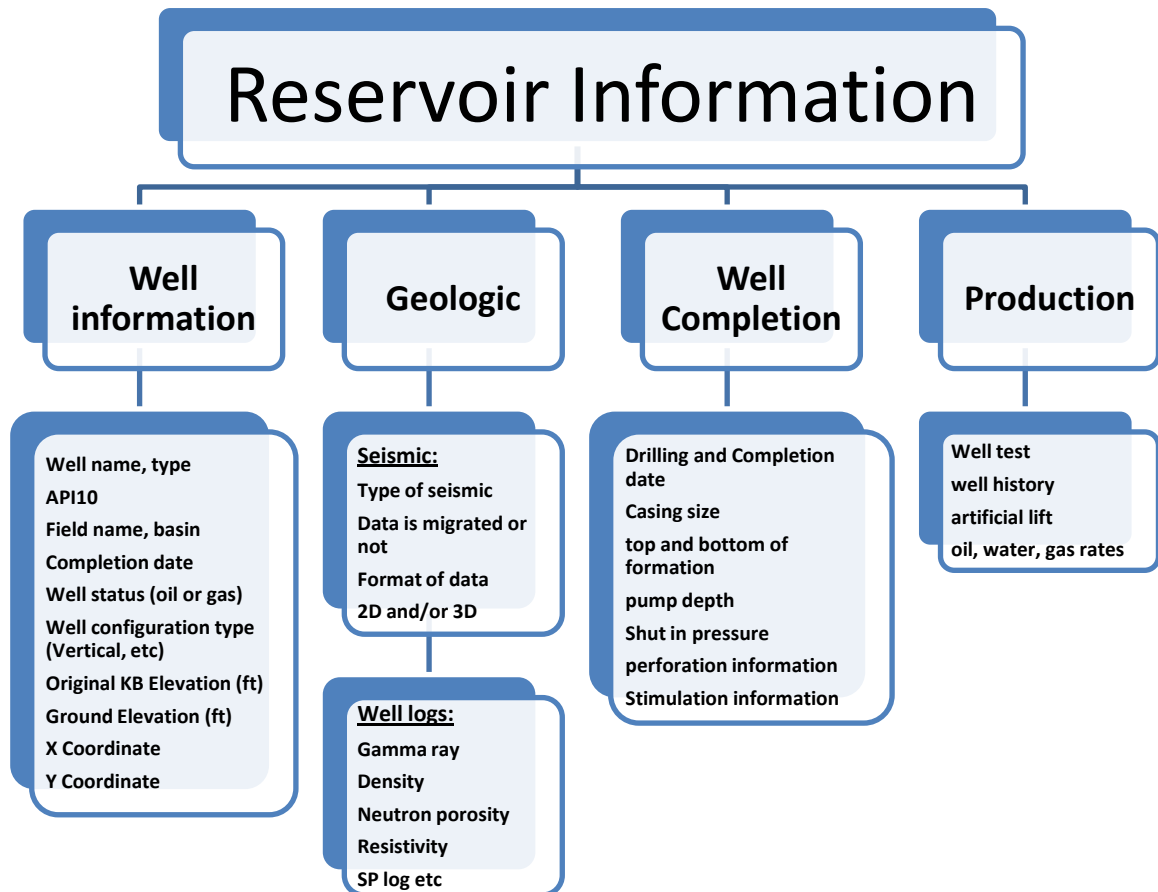 Reservoir Information
Well
information
Geologic
Well
Completion
Production
Well name, type
API10
Field name, basin
Completion date
Well status (oil or gas)
Well configuration type
(Vertical, etc)
Original KB Elevation (ft)
Ground Elevation (ft)
X Coordinate
Y Coordinate
Seismic:
Type of seismic
Data is migrated or
not
Format of data
2D and/or 3D
Well logs:
Gamma ray
Density
Neutron porosity
Resistivity
SP log etc
Drilling and Completion
date
Casing size
top and bottom of
formation
pump depth
Shut in pressure
perforation information
Stimulation information
Well test
well history
artificial lift
oil, water, gas rates